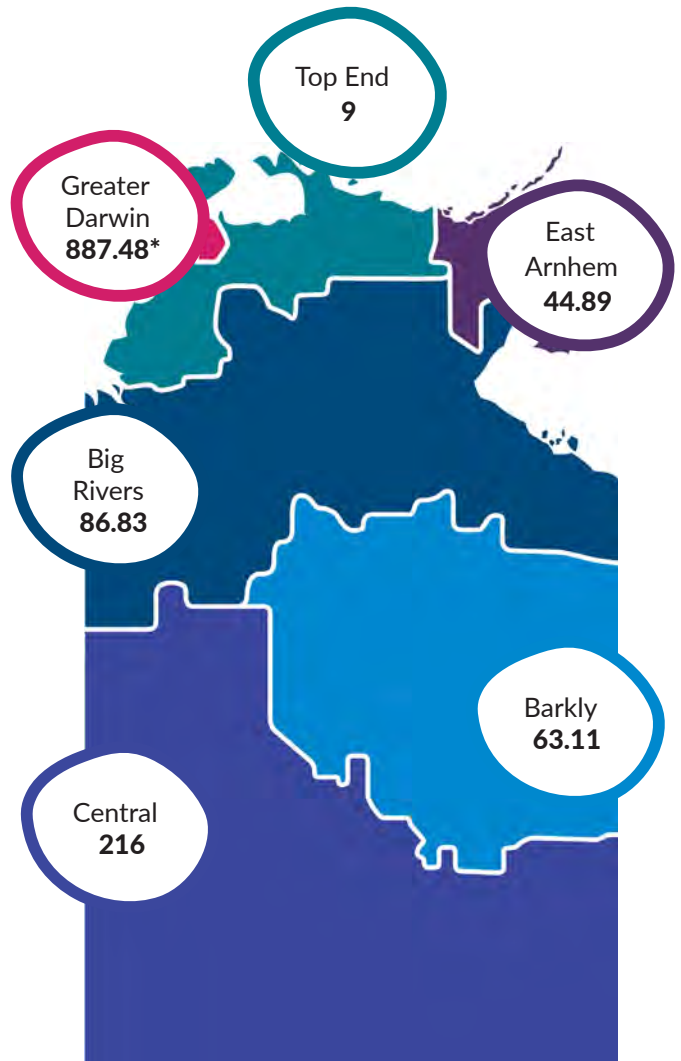 Top End
9
Greater
Darwin
887.48*
East
Arnhem
44.89
Big
Rivers
86.83
Barkly
63.11
Central
216